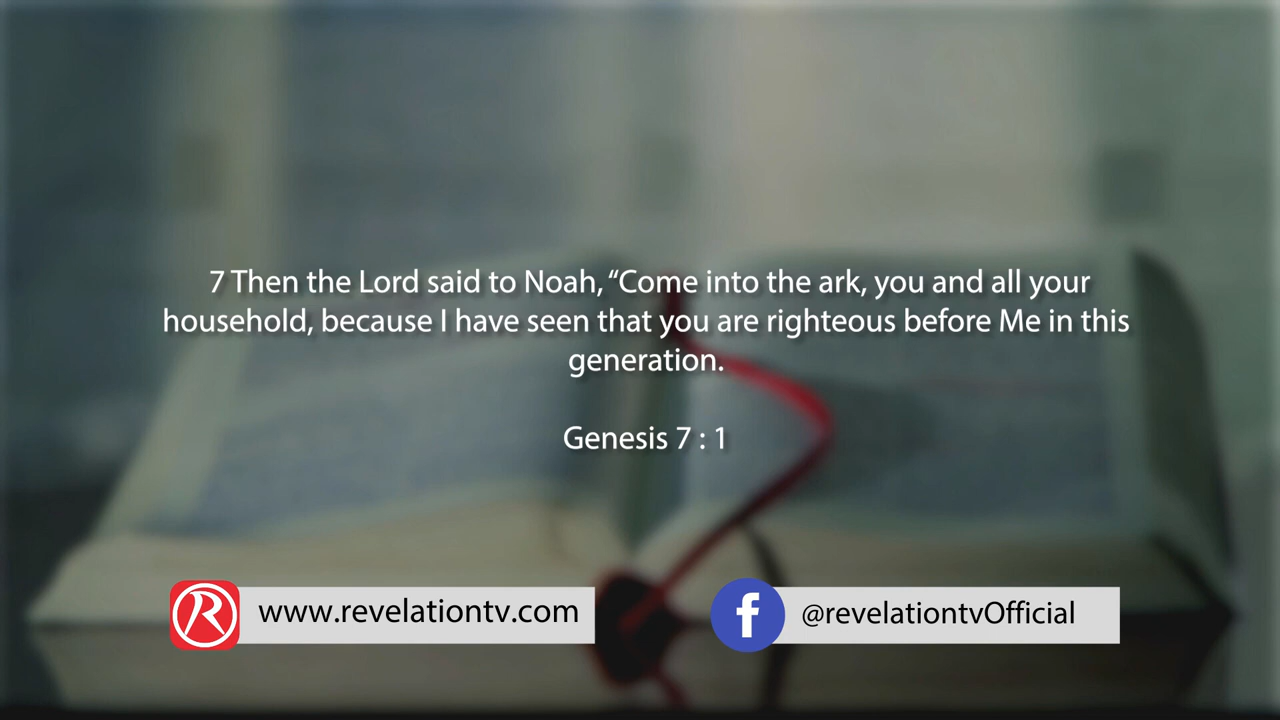 7 Then the Lord said to Noah, “Come into the ark, you and all your
household, because I have seen that you are righteous before Me in this
generation.
Genesis 7 : 1
www.revelationtv.com
@revelationtvOfficial